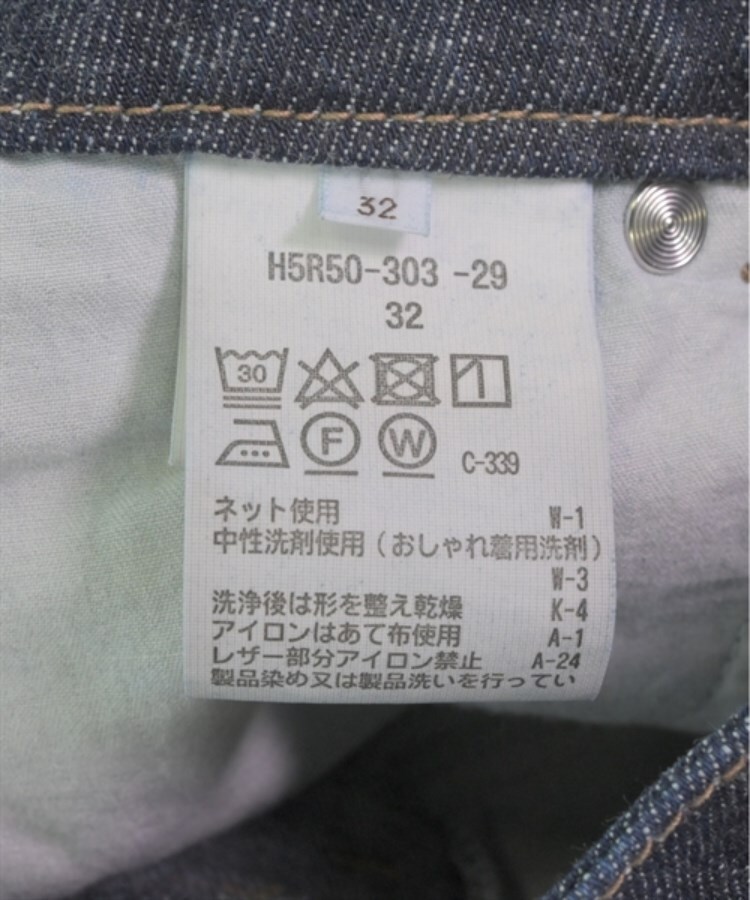 32
H5R50-303 -29
32
30
F W C-339
ネット使用 W-1
中性洗剤使用(おしゃれ着用洗剤)
W-3
洗浄後は形を整え乾燥 K-4
アイロンはあて布使用 A-1
レザー部分アイロン禁止 A-24
製品染め又は製品洗いを行ってい